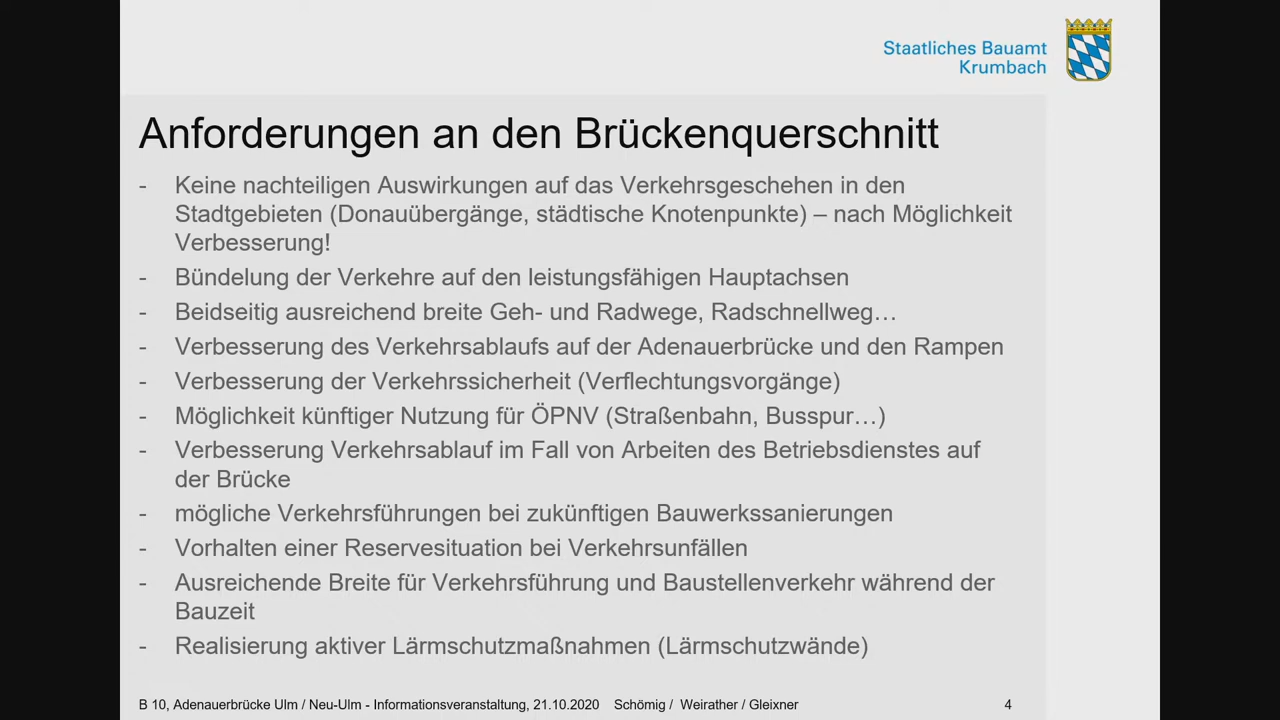 Staatliches Bauamt
Krumbach
Anforderungen an den Brückenquerschnitt
- Keine nachteiligen Auswirkungen auf das Verkehrsgeschehen in den
Stadtgebieten (Donauübergänge, städtische Knotenpunkte) – nach Möglichkeit
Verbesserung!
- Bündelung der Verkehre auf den leistungsfähigen Hauptachsen
- Beidseitig ausreichend breite Geh- und Radwege, Radschnellweg…
- Verbesserung des Verkehrsablaufs auf der Adenauerbrücke und den Rampen
- Verbesserung der Verkehrssicherheit (Verflechtungsvorgänge)
- Möglichkeit künftiger Nutzung für ÖPNV (Straßenbahn, Busspur…)
- Verbesserung Verkehrsablauf im Fall von Arbeiten des Betriebsdienstes auf
der Brücke
- mögliche Verkehrsführungen bei zukünftigen Bauwerkssanierungen
- Vorhalten einer Reservesituation bei Verkehrsunfällen
- Ausreichende Breite für Verkehrsführung und Baustellenverkehr während der
Bauzeit
- Realisierung aktiver Lärmschutzmaßnahmen (Lärmschutzwände)
B 10, Adenauerbrücke Ulm / Neu-Ulm - Informationsveranstaltung, 21.10.2020 Schömig / Weirather / Gleixner 4